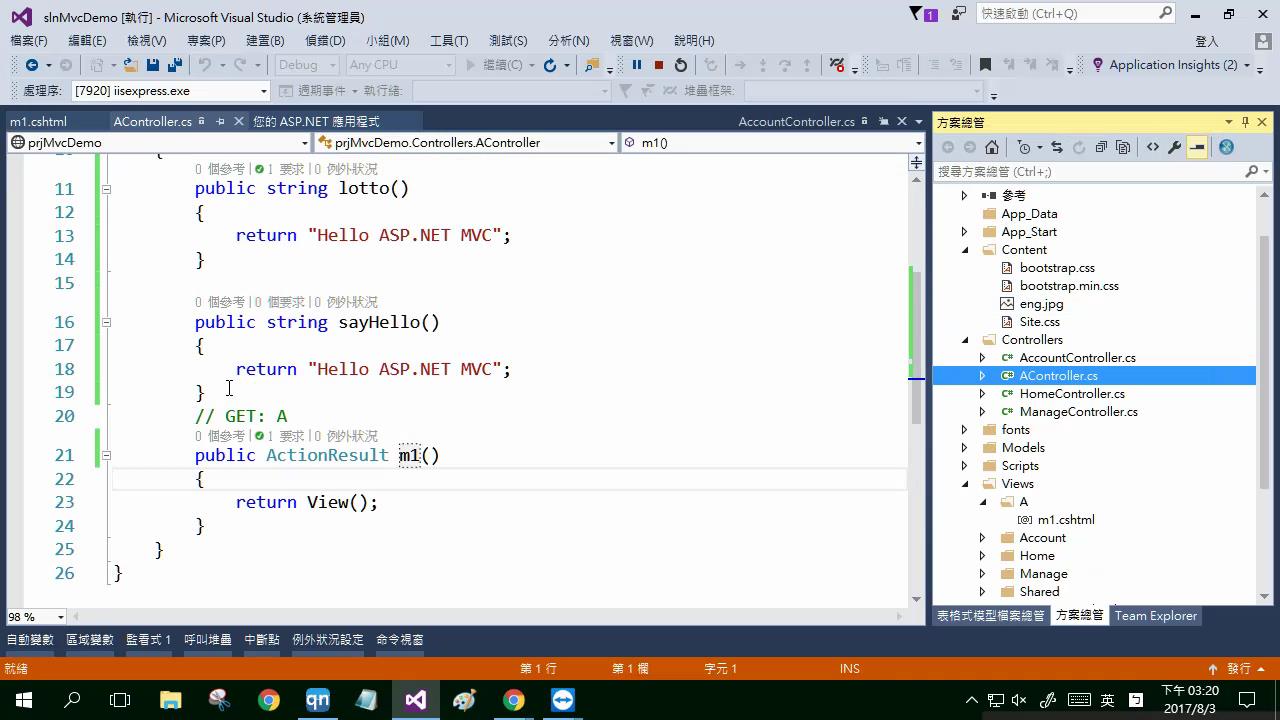 slnMvcDemo [執行] - Microsoft Visual Studio (系統管理員)
1
快速啟動 (Ctrl+Q)
檔案(F) 編輯(E) 檢視(V) 專案(P) 建置(B) 偵錯(D) 小組(M) 工具(T) 測試(S) 分析(N) 視窗(W) 說明(H) 登入
Debug Any CPU 繼續(C) Application Insights (2)
處理序: [7920] iisexpress.exe 週期事件 執行緒: 堆疊框架:
m1.cshtml AController.cs 您的 ASP.NET 應用程式 AccountController.cs
prjMvcDemo prjMvcDemo.Controllers.AController m1()
{
0 個參考|1 要求|0 例外狀況
11 public string lotto()
12 {
13 return "Hello ASP.NET MVC";
14 }
15
0 個參考|0 個要求|0 例外狀況
16 public string sayHello()
17 {
18 return "Hello ASP.NET MVC";
19 }
20 // GET: A
0 個參考|1 要求|0 例外狀況
21 public ActionResult m1()
22 {
23 return View();
24 }
25 }
26 }
98 %
方案總管
搜尋方案總管 (Ctrl+;)
參考
App_Data
App_Start
Content
bootstrap.css
bootstrap.min.css
eng.jpg
Site.css
Controllers
AccountController.cs
AController.cs
HomeController.cs
ManageController.cs
fonts
Models
Scripts
Views
A
m1.cshtml
Account
Home
Manage
Shared
表格式模型檔案總管 方案總管 Team Explorer
自動變數 區域變數 監看式 1 呼叫堆疊 中斷點 例外狀況設定 命令視窗
就緒 第 1 行 第 1 欄 字元 1 INS 發行
qn
英
下午 03:20
2017/8/3